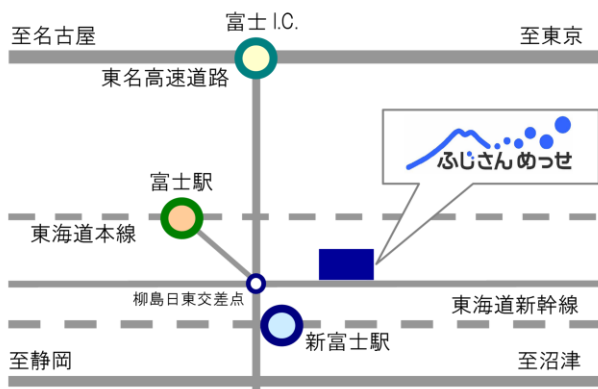 富士 I.C.
至名古屋
至東京
東名高速道路
ふじさんめっせ
富士駅
東海道本線
柳島日東交差点
東海道新幹線
新富士駅
至静岡
至沼津